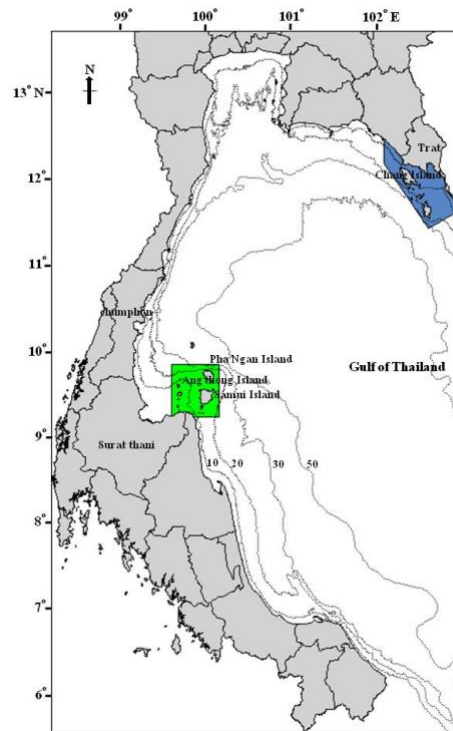 99° 100° 101° 102° E
N
13° N
Trat
12°
Chang Island
11°
chumphon
10°
Pha Ngan Island
Gulf of Thailand
Ang thong Island
Samui Island
9°
Surat thani
10 20 30 50
8°
7°
6°